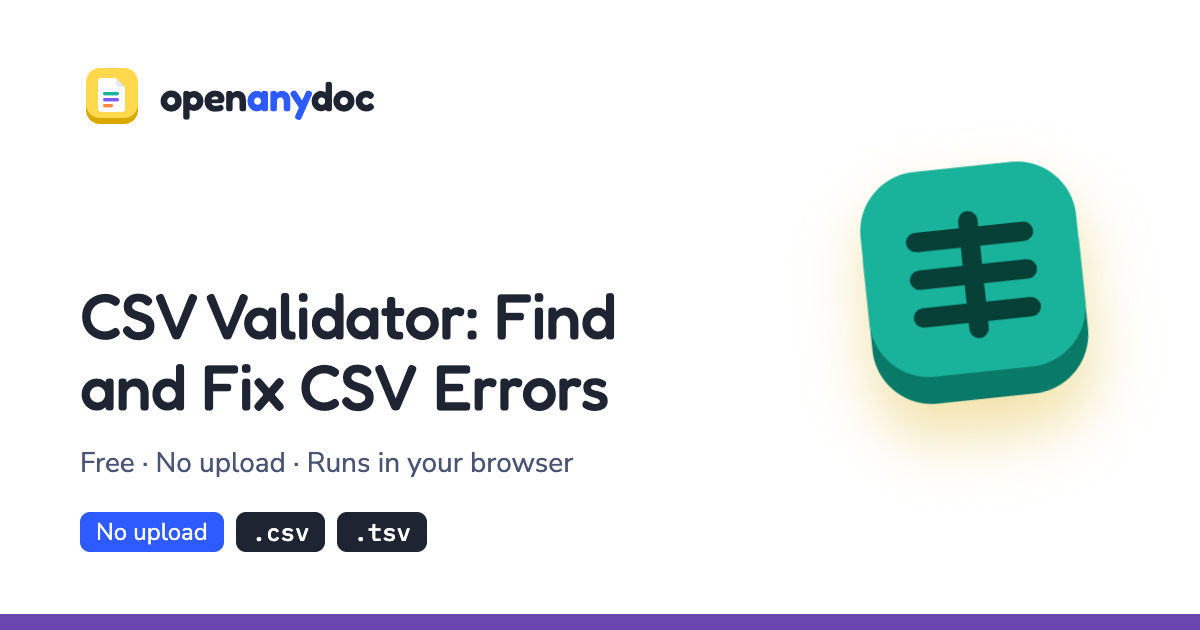 openanydoc
CSV Validator: Find
and Fix CSV Errors
Free · No upload · Runs in your browser
No upload .csv .tsv